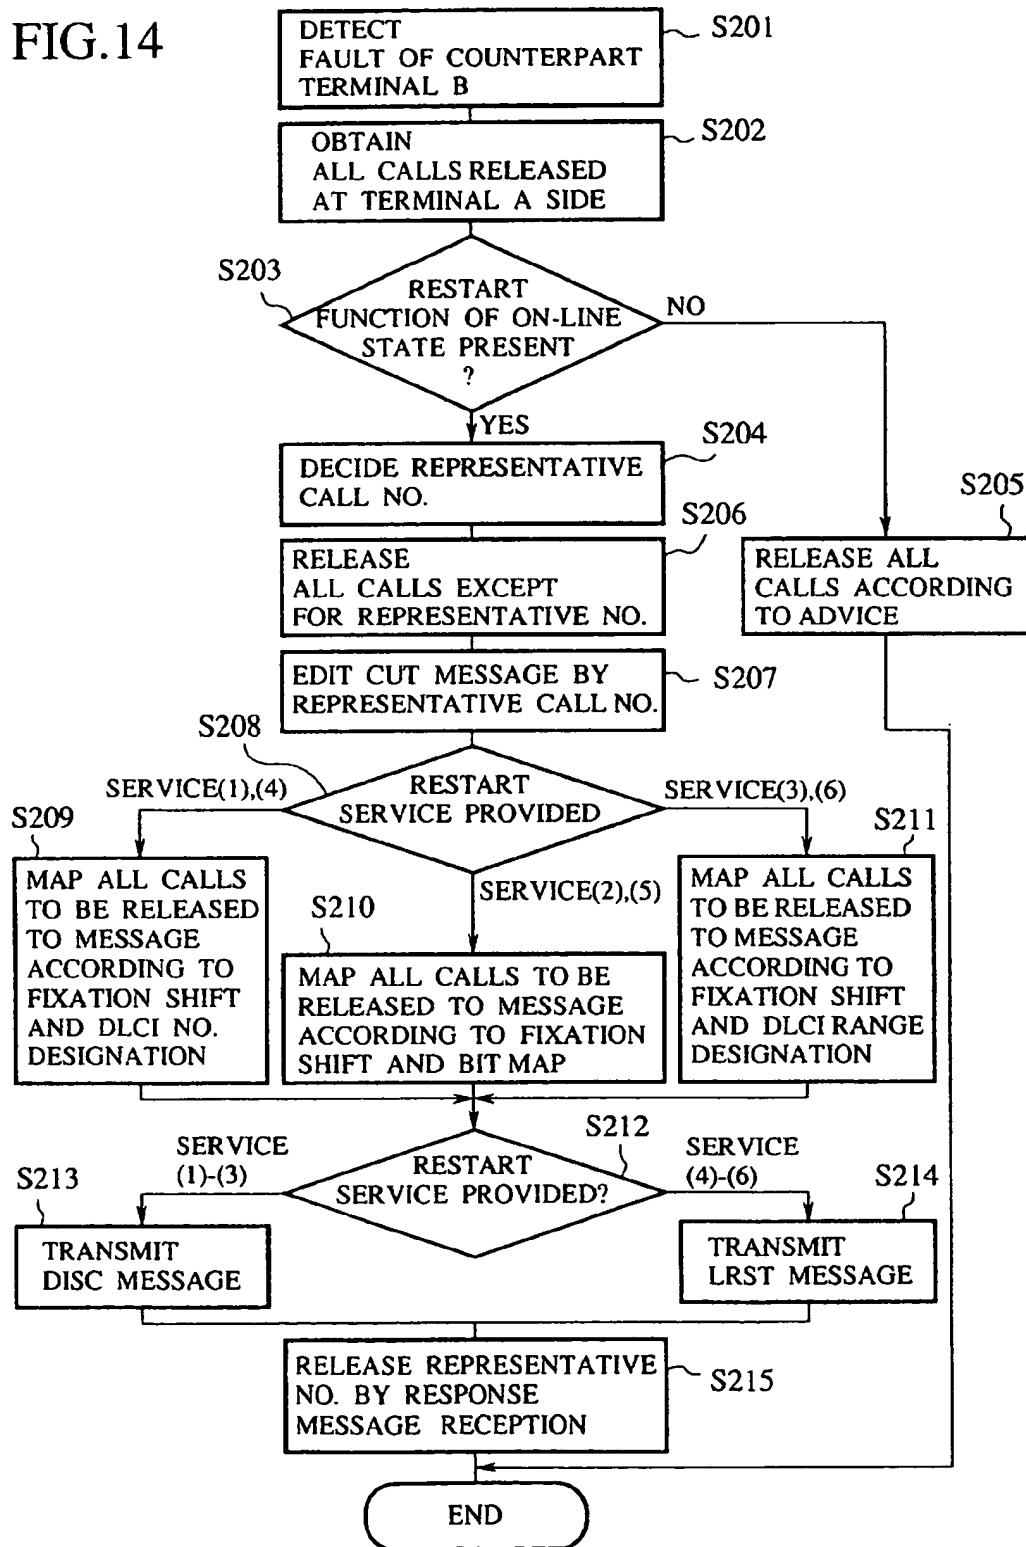 FIG.14
DETECT
FAULT OF COUNTERPART
TERMINAL B
S201
OBTAIN
ALL CALLS RELEASED
AT TERMINAL A SIDE
S202
S203
RESTART
FUNCTION OF ON-LINE
STATE PRESENT
?
NO
YES
DECIDE REPRESENTATIVE
CALL NO.
S204
S205
RELEASE ALL
CALLS ACCORDING
TO ADVICE
S206
RELEASE
ALL CALLS EXCEPT
FOR REPRESENTATIVE NO.
EDIT CUT MESSAGE BY
REPRESENTATIVE CALL NO.
S207
S208
RESTART
SERVICE PROVIDED
SERVICE(1),(4)
SERVICE(3),(6)
SERVICE(2),(5)
S209
MAP ALL CALLS
TO BE RELEASED
TO MESSAGE
ACCORDING TO
FIXATION SHIFT
AND DLCI NO.
DESIGNATION
S210
MAP ALL CALLS TO BE
RELEASED TO MESSAGE
ACCORDING TO FIXATION
SHIFT AND BIT MAP
S211
MAP ALL CALLS
TO BE RELEASED
TO MESSAGE
ACCORDING TO
FIXATION SHIFT
AND DLCI RANGE
DESIGNATION
S212
RESTART
SERVICE PROVIDED?
SERVICE
(1)-(3)
SERVICE
(4)-(6)
S213
TRANSMIT
DISC MESSAGE
S214
TRANSMIT
LRST MESSAGE
RELEASE REPRESENTATIVE
NO. BY RESPONSE
MESSAGE RECEPTION
S215
END